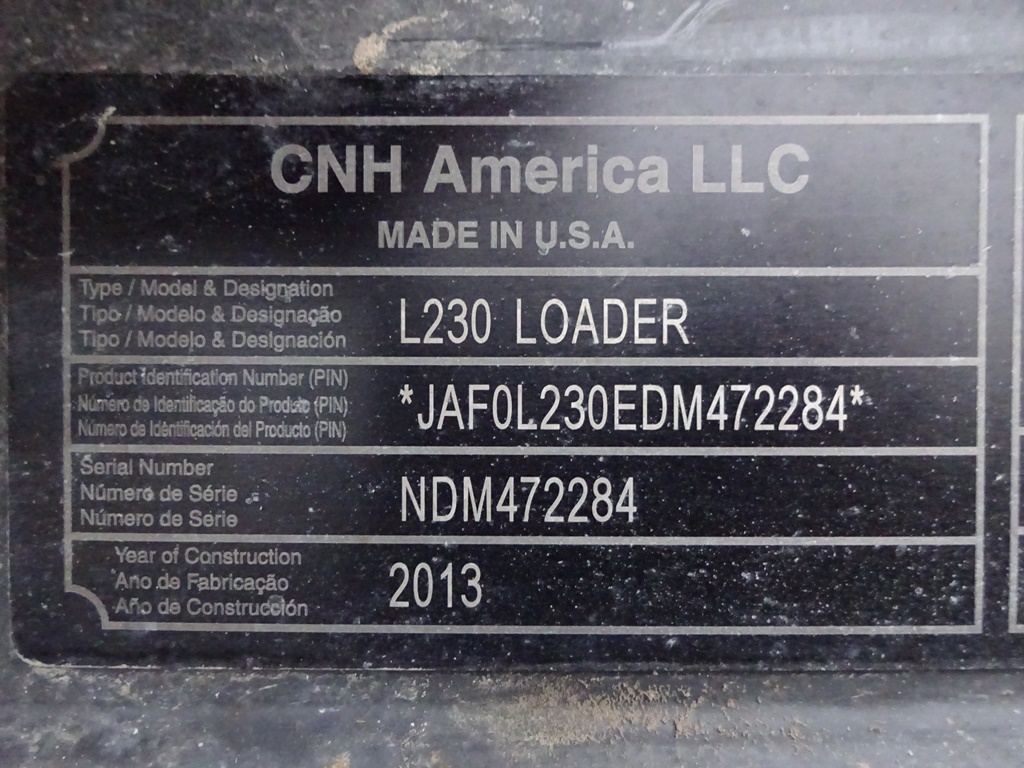 CNH America LLC
MADE IN U.S.A.
Type / Model & Designation
Tipo / Modelo & Designação
Tipo / Modelo & Designación
L230 LOADER
Product Identification Number (PIN)
Número de Identificação do Produto (PIN)
Número de Identificación del Producto (PIN)
*JAF0L230EDM472284*
Serial Number
Número de Série
Número de Serie
NDM472284
Year of Construction
Ano de Fabricação
Año de Construcción
2013